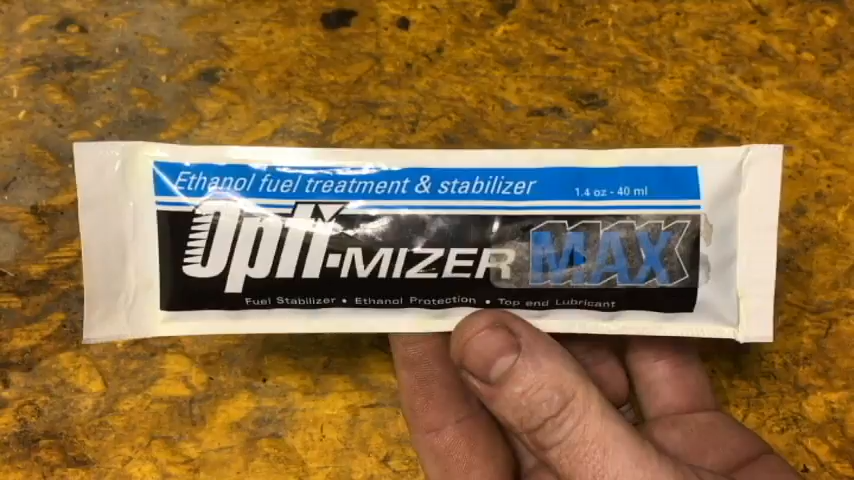 Ethanol fuel treatment & stabilizer 1.4 oz - 40 ml
Opti-MIZER MAX
Fuel Stabilizer • Ethanol Protection • Top end Lubricant